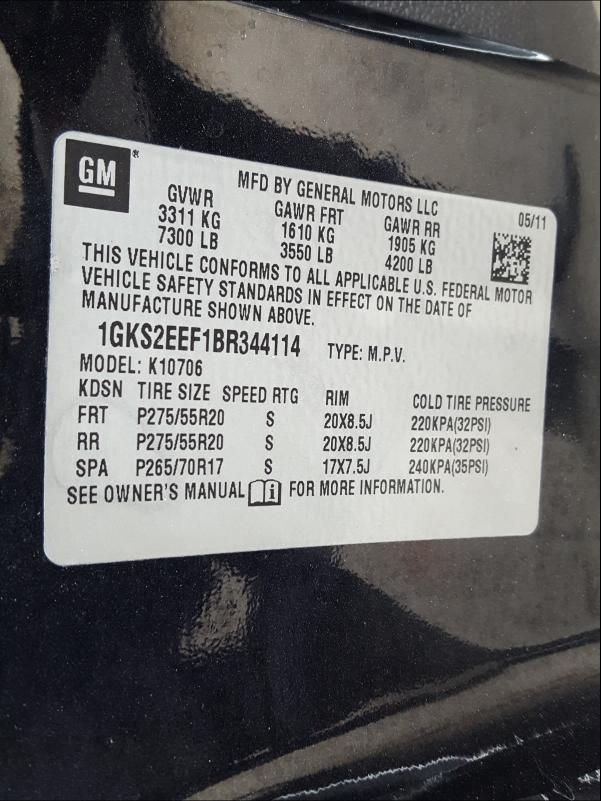 GM®
MFD BY GENERAL MOTORS LLC 05/11
GVWR GAWR FRT GAWR RR
3311 KG 1610 KG 1905 KG
7300 LB 3550 LB 4200 LB
THIS VEHICLE CONFORMS TO ALL APPLICABLE U.S. FEDERAL MOTOR
VEHICLE SAFETY STANDARDS IN EFFECT ON THE DATE OF
MANUFACTURE SHOWN ABOVE.
1GKS2EEF1BR344114 TYPE: M.P.V.
MODEL: K10706
KDSN TIRE SIZE SPEED RTG RIM COLD TIRE PRESSURE
FRT P275/55R20 S 20X8.5J 220KPA(32PSI)
RR P275/55R20 S 20X8.5J 220KPA(32PSI)
SPA P265/70R17 S 17X7.5J 240KPA(35PSI)
SEE OWNER'S MANUAL i FOR MORE INFORMATION.